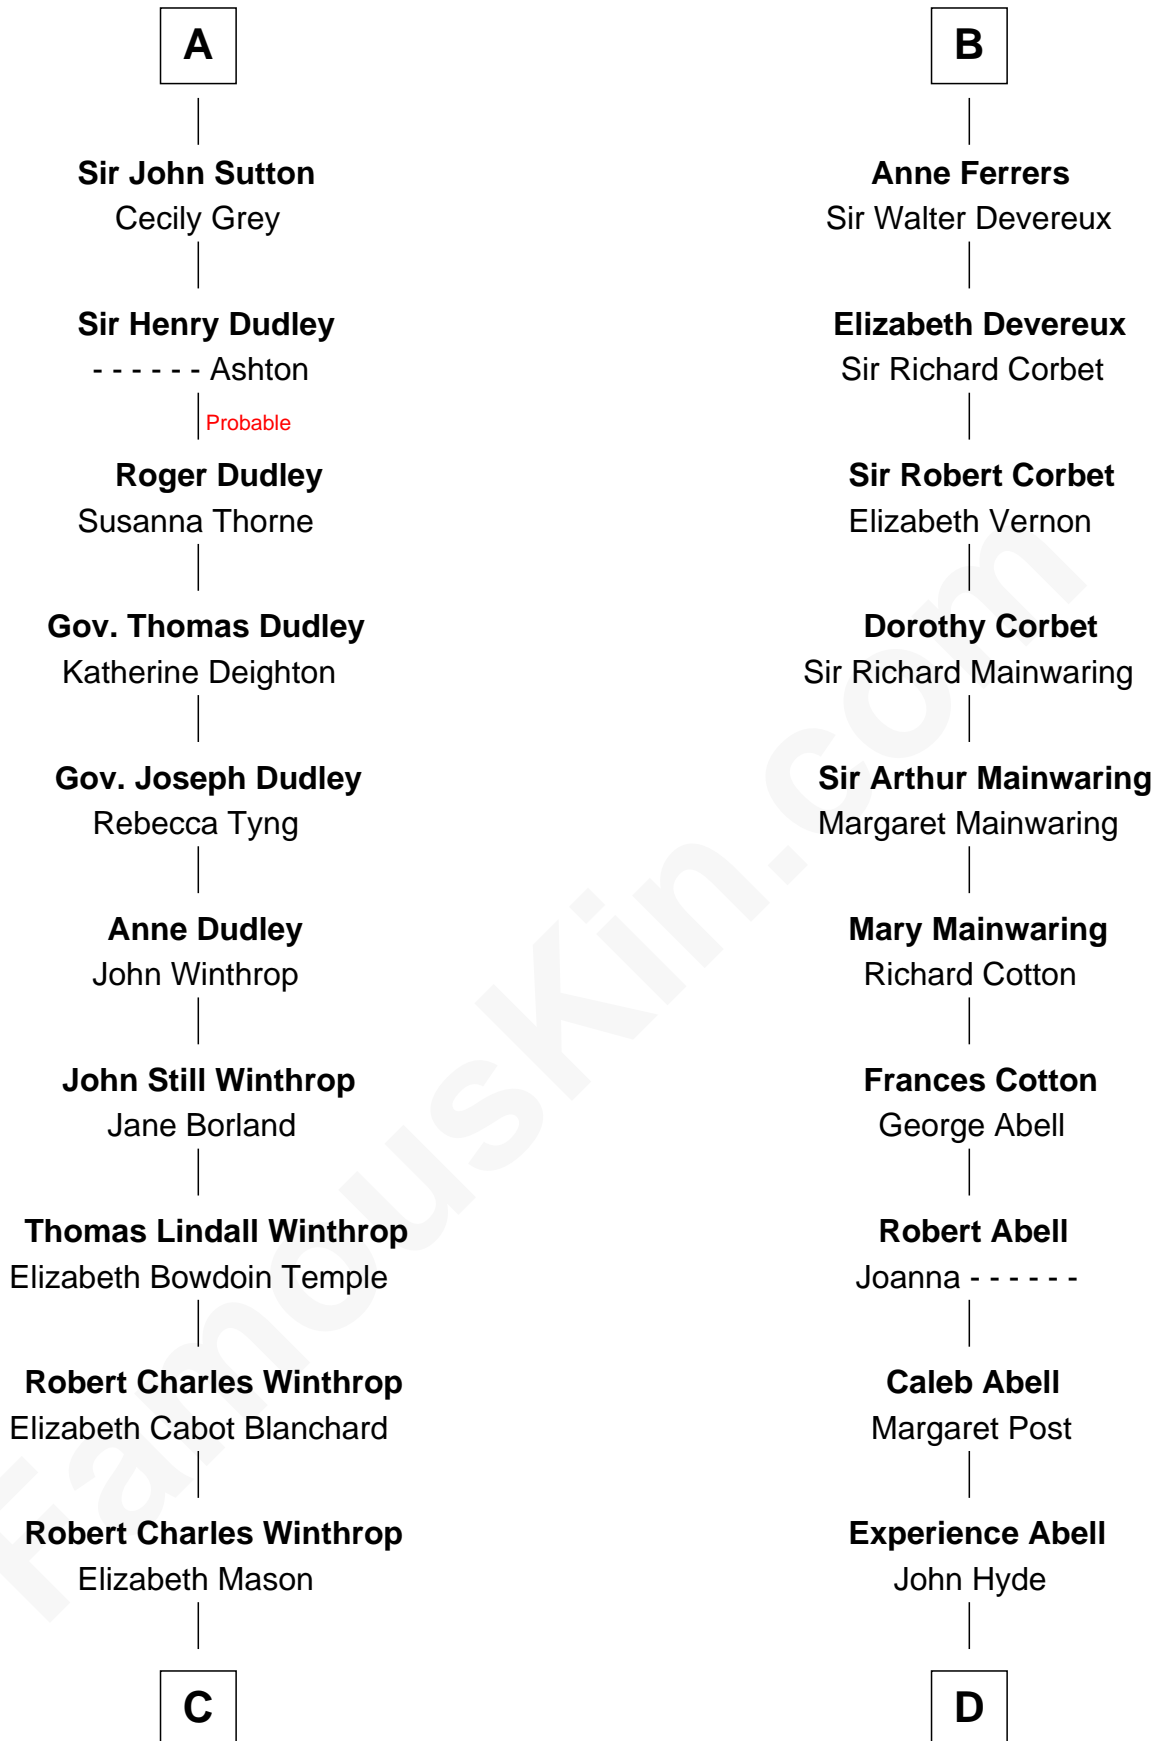 A
Sir John Sutton
Cecily Grey
Sir Henry Dudley
- - - - - - Ashton
Probable
Roger Dudley
Susanna Thorne
Gov. Thomas Dudley
Katherine Deighton
Gov. Joseph Dudley
Rebecca Tyng
Anne Dudley
John Winthrop
John Still Winthrop
Jane Borland
Thomas Lindall Winthrop
Elizabeth Bowdoin Temple
Robert Charles Winthrop
Elizabeth Cabot Blanchard
Robert Charles Winthrop
Elizabeth Mason
C
B
Anne Ferrers
Sir Walter Devereux
Elizabeth Devereux
Sir Richard Corbet
Sir Robert Corbet
Elizabeth Vernon
Dorothy Corbet
Sir Richard Mainwaring
Sir Arthur Mainwaring
Margaret Mainwaring
Mary Mainwaring
Richard Cotton
Frances Cotton
George Abell
Robert Abell
Joanna - - - - - -
Caleb Abell
Margaret Post
Experience Abell
John Hyde
D
FamousKin.com